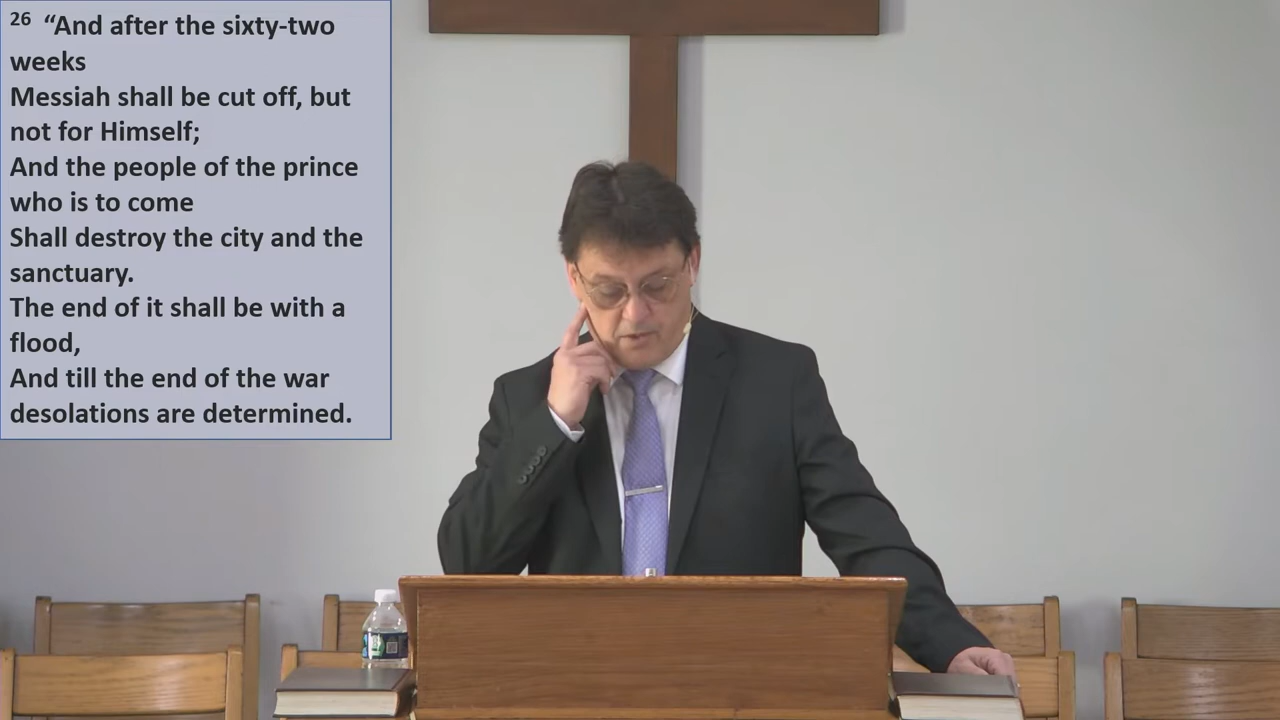 26 “And after the sixty-two
weeks
Messiah shall be cut off, but
not for Himself;
And the people of the prince
who is to come
Shall destroy the city and the
sanctuary.
The end of it shall be with a
flood,
And till the end of the war
desolations are determined.